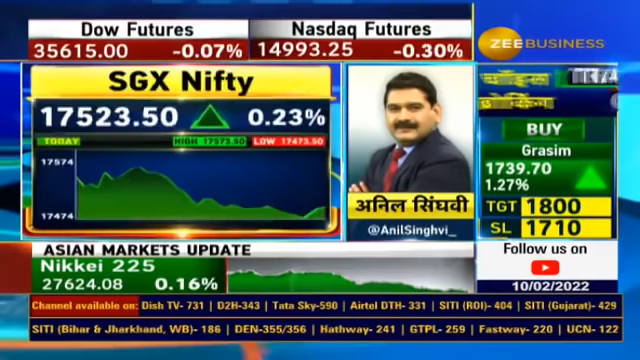 Dow Futures
35615.00 -0.07%
Nasdaq Futures
14993.25 -0.30%
ZEE BUSINESS
SGX Nifty
17523.50 0.23%
TODAY HIGH 17573.50 LOW 17473.50
17574
17474
अनिल सिंघवी
@AnilSinghvi_
BUY
Grasim
1739.70
1.27%
TGT 1800
SL 1710
ASIAN MARKETS UPDATE
Nikkei 225
27624.08 0.16%
Follow us on
10/02/2022
Channel available on: Dish TV- 731 | D2H-343 | Tata Sky-590 | Airtel DTH- 331 | SITI (ROI)- 404 | SITI (Gujarat)- 429
SITI (Bihar & Jharkhand, WB)- 186 | DEN-355/356 | Hathway- 241 | GTPL- 259 | Fastway- 220 | UCN- 122